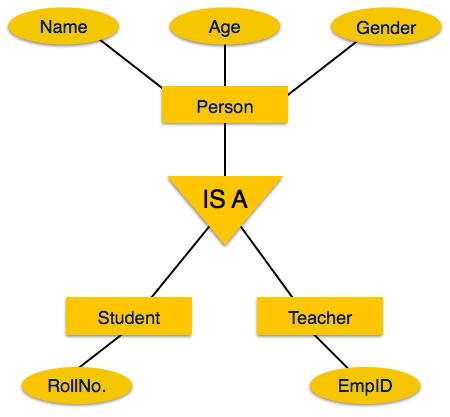 Name
Age
Gender
Person
IS A
Student
Teacher
RollNo.
EmpID